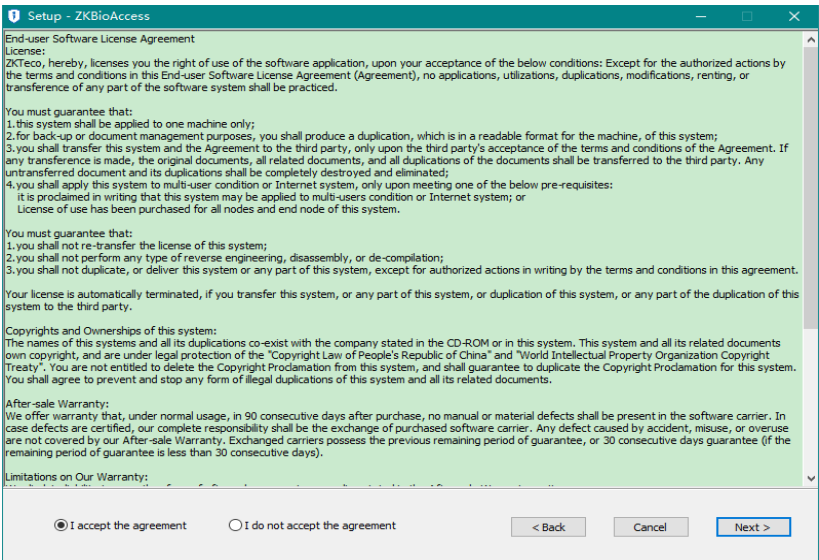 Setup - ZKBioAccess
End-user Software License Agreement
License:
ZKTeco, hereby, licenses you the right of use of the software application, upon your acceptance of the below conditions: Except for the authorized actions by
the terms and conditions in this End-user Software License Agreement (Agreement), no applications, utilizations, duplications, modifications, renting, or
transference of any part of the software system shall be practiced.
You must guarantee that:
1.this system shall be applied to one machine only;
2.for back-up or document management purposes, you shall produce a duplication, which is in a readable format for the machine, of this system;
3.you shall transfer this system and the Agreement to the third party, only upon the third party's acceptance of the terms and conditions of the Agreement. If
any transference is made, the original documents, all related documents, and all duplications of the documents shall be transferred to the third party. Any
untransferred document and its duplications shall be completely destroyed and eliminated;
4.you shall apply this system to multi-user condition or Internet system, only upon meeting one of the below pre-requisites:
it is proclaimed in writing that this system may be applied to multi-users condition or Internet system; or
License of use has been purchased for all nodes and end node of this system.
You must guarantee that:
1.you shall not re-transfer the license of this system;
2.you shall not perform any type of reverse engineering, disassembly, or de-compilation;
3.you shall not duplicate, or deliver this system or any part of this system, except for authorized actions in writing by the terms and conditions in this agreement.
Your license is automatically terminated, if you transfer this system, or any part of this system, or duplication of this system, or any part of the duplication of this
system to the third party.
Copyrights and Ownerships of this system:
The names of this systems and all its duplications co-exist with the company stated in the CD-ROM or in this system. This system and all its related documents
own copyright, and are under legal protection of the "Copyright Law of People's Republic of China" and "World Intellectual Property Organization Copyright
Treaty". You are not entitled to delete the Copyright Proclamation from this system, and shall guarantee to duplicate the Copyright Proclamation for this system.
You shall agree to prevent and stop any form of illegal duplications of this system and all its related documents.
After-sale Warranty:
We offer warranty that, under normal usage, in 90 consecutive days after purchase, no manual or material defects shall be present in the software carrier. In
case defects are certified, our complete responsibility shall be the exchange of purchased software carrier. Any defect caused by accident, misuse, or overuse
are not covered by our After-sale Warranty. Exchanged carriers possess the previous remaining period of guarantee, or 30 consecutive days guarantee (if the
remaining period of guarantee is less than 30 consecutive days).
Limitations on Our Warranty:
I accept the agreement
I do not accept the agreement
< Back
Cancel
Next >